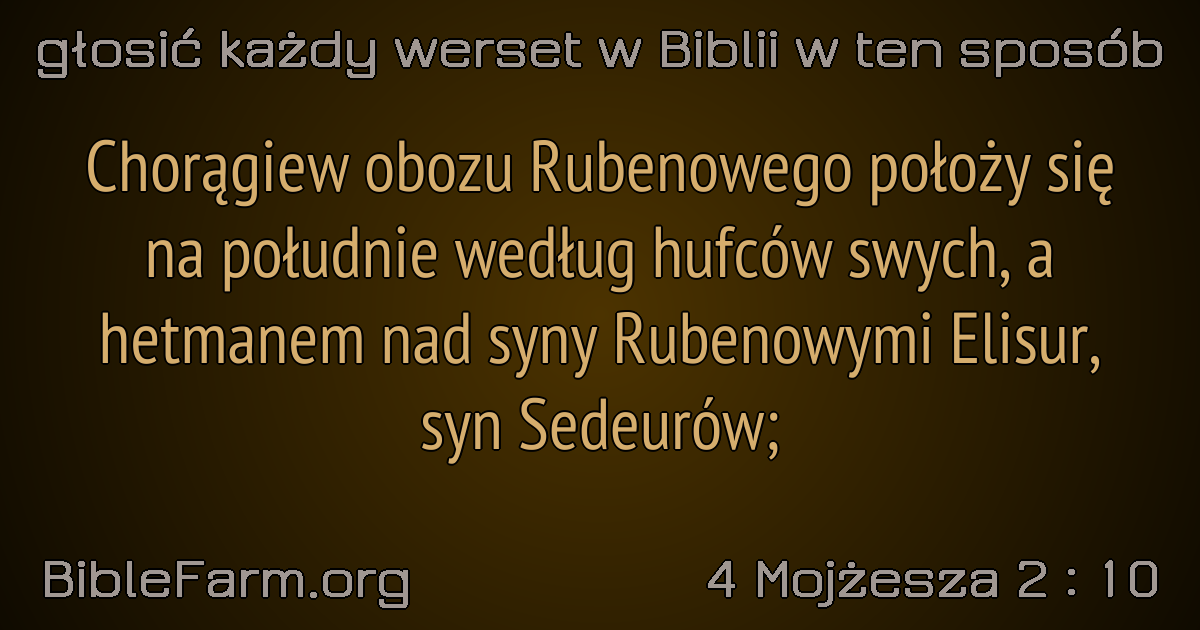 głosić każdy werset w Biblii w ten sposób
Chorągiew obozu Rubenowego położy się
na południe według hufców swych, a
hetmanem nad syny Rubenowymi Elisur,
syn Sedeurów;
BibleFarm.org
4 Mojżesza 2 : 10